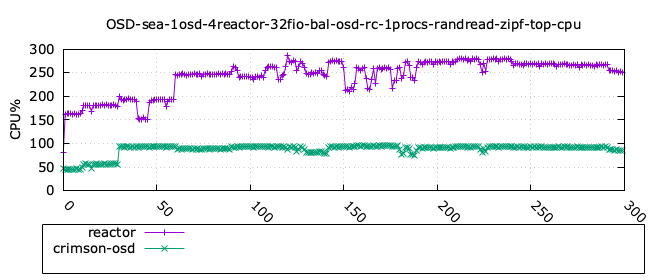 OSD-sea-1osd-4reactor-32fio-bal-osd-rc-1procs-randread-zipf-top-cpu
300
250
200
150
100
50
0
CPU%
0 50 100 150 200 250 300
reactor
crimson-osd